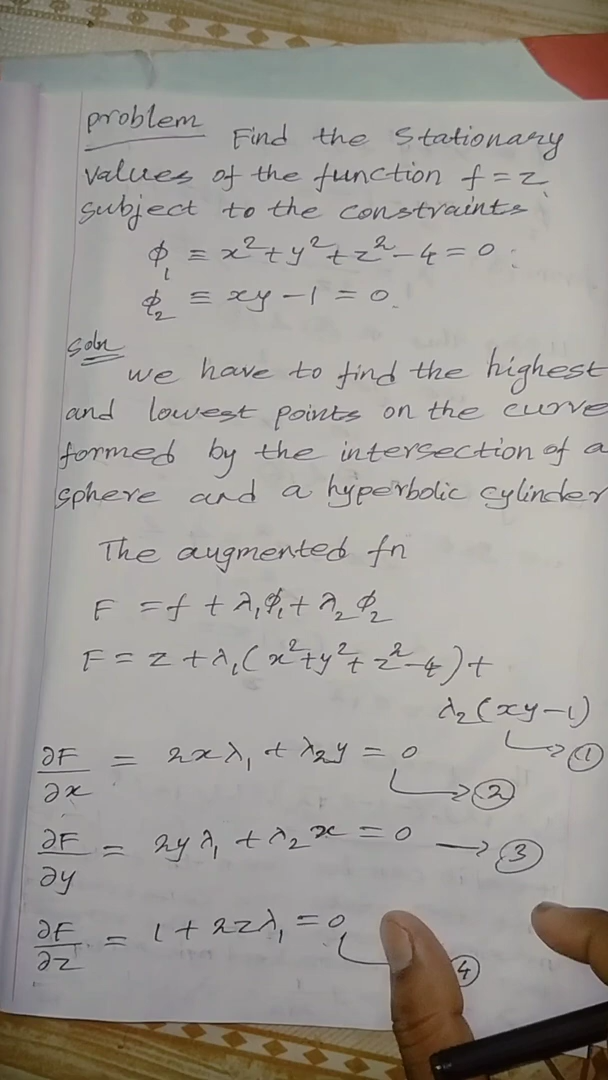 problem Find the stationary
values of the function f = z
subject to the constraints
ϕ₁ ≡ x² + y² + z² - 4 = 0
ϕ₂ ≡ xy - 1 = 0.
Soln
we have to find the highest
and lowest points on the curve
formed by the intersection of a
sphere and a hyperbolic cylinder
The augmented fn
F = f + λ₁ϕ₁ + λ₂ϕ₂
F = z + λ₁(x² + y² + z² - 4) +
λ₂(xy - 1)
→ ①
∂F/∂x = 2xλ₁ + λ₂y = 0
→ ②
∂F/∂y = 2yλ₁ + λ₂x = 0 → ③
∂F/∂z = 1 + 2zλ₁ = 0
④